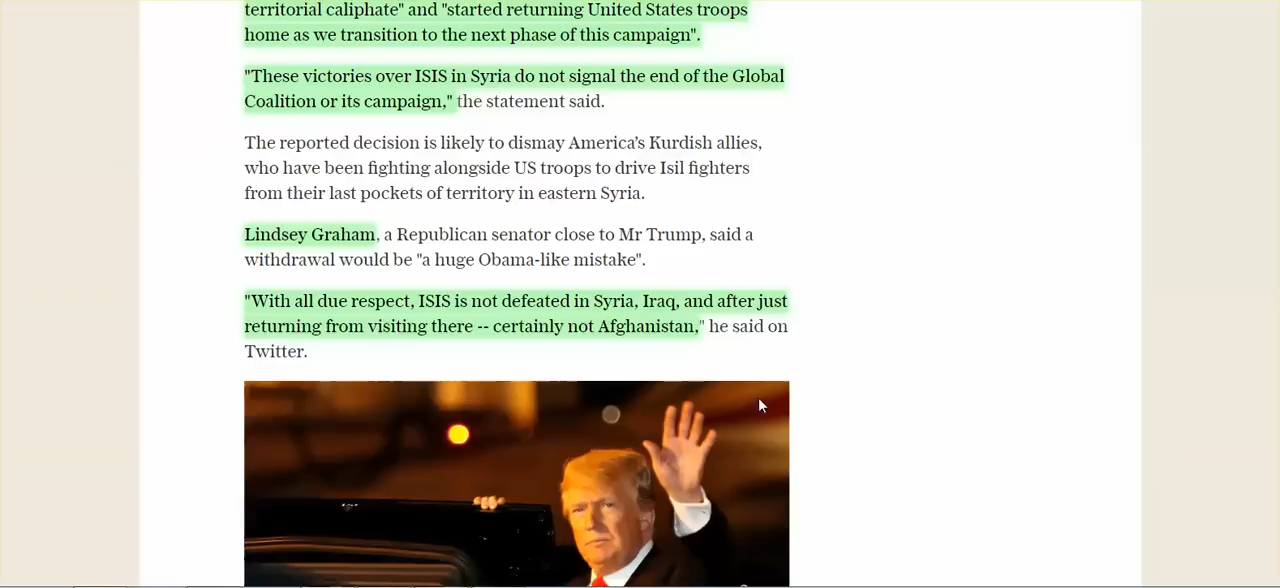 territorial caliphate" and "started returning United States troops
home as we transition to the next phase of this campaign".
"These victories over ISIS in Syria do not signal the end of the Global
Coalition or its campaign," the statement said.
The reported decision is likely to dismay America’s Kurdish allies,
who have been fighting alongside US troops to drive Isil fighters
from their last pockets of territory in eastern Syria.
Lindsey Graham, a Republican senator close to Mr Trump, said a
withdrawal would be "a huge Obama-like mistake".
"With all due respect, ISIS is not defeated in Syria, Iraq, and after just
returning from visiting there -- certainly not Afghanistan," he said on
Twitter.